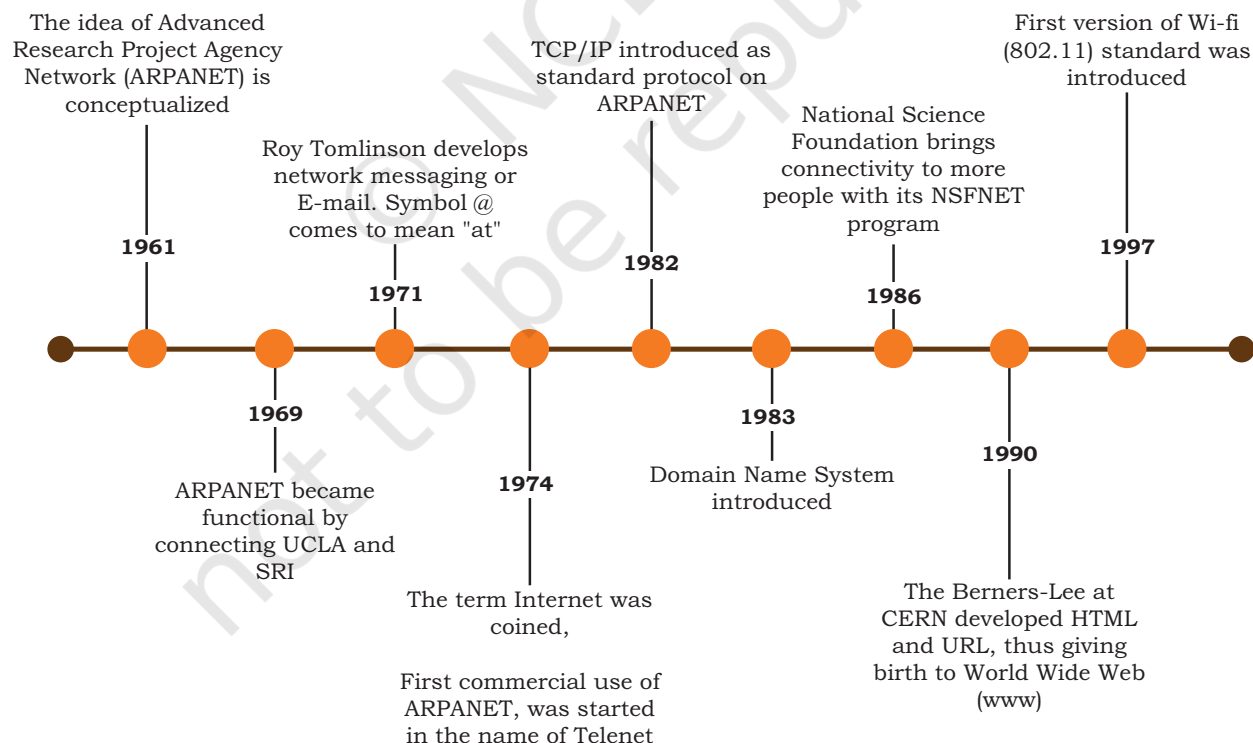 The idea of Advanced
Research Project Agency
Network (ARPANET) is
conceptualized
1961
ARPANET became
functional by
connecting UCLA and
SRI
1969
Roy Tomlinson develops
network messaging or
E-mail. Symbol @
comes to mean "at"
1971
1974
The term Internet was
coined,
First commercial use of
ARPANET, was started
in the name of Telenet
TCP/IP introduced as
standard protocol on
ARPANET
1982
1983
Domain Name System
introduced
National Science
Foundation brings
connectivity to more
people with its NSFNET
program
1986
1990
The Berners-Lee at
CERN developed HTML
and URL, thus giving
birth to World Wide Web
(www)
First version of Wi-fi
(802.11) standard was
introduced
1997
© NC
not to be repu